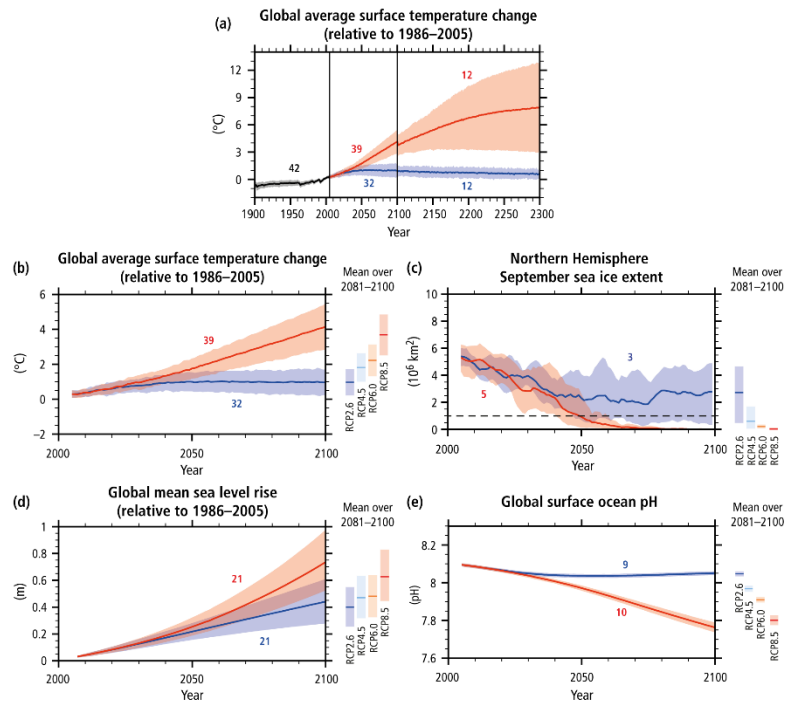 Global average surface temperature change
(relative to 1986–2005)
(a)
(°C)
12
9
6
3
0
42
39
32
12
12
1900 1950 2000 2050 2100 2150 2200 2250 2300
Year
(b)
Global average surface temperature change
(relative to 1986–2005)
Mean over
2081–2100
(°C)
6
4
2
0
−2
39
32
2000 2050 2100
Year
RCP2.6
RCP4.5
RCP6.0
RCP8.5
(c)
Northern Hemisphere
September sea ice extent
Mean over
2081–2100
(10⁶ km²)
10
8
6
4
2
0
3
5
2000 2050 2100
Year
RCP2.6
RCP4.5
RCP6.0
RCP8.5
(d)
Global mean sea level rise
(relative to 1986–2005)
Mean over
2081–2100
(m)
1
0.8
0.6
0.4
0.2
0
21
21
2000 2050 2100
Year
RCP2.6
RCP4.5
RCP6.0
RCP8.5
(e)
Global surface ocean pH
Mean over
2081–2100
(pH)
8.2
8.0
7.8
7.6
9
10
2000 2050 2100
Year
RCP2.6
RCP4.5
RCP6.0
RCP8.5